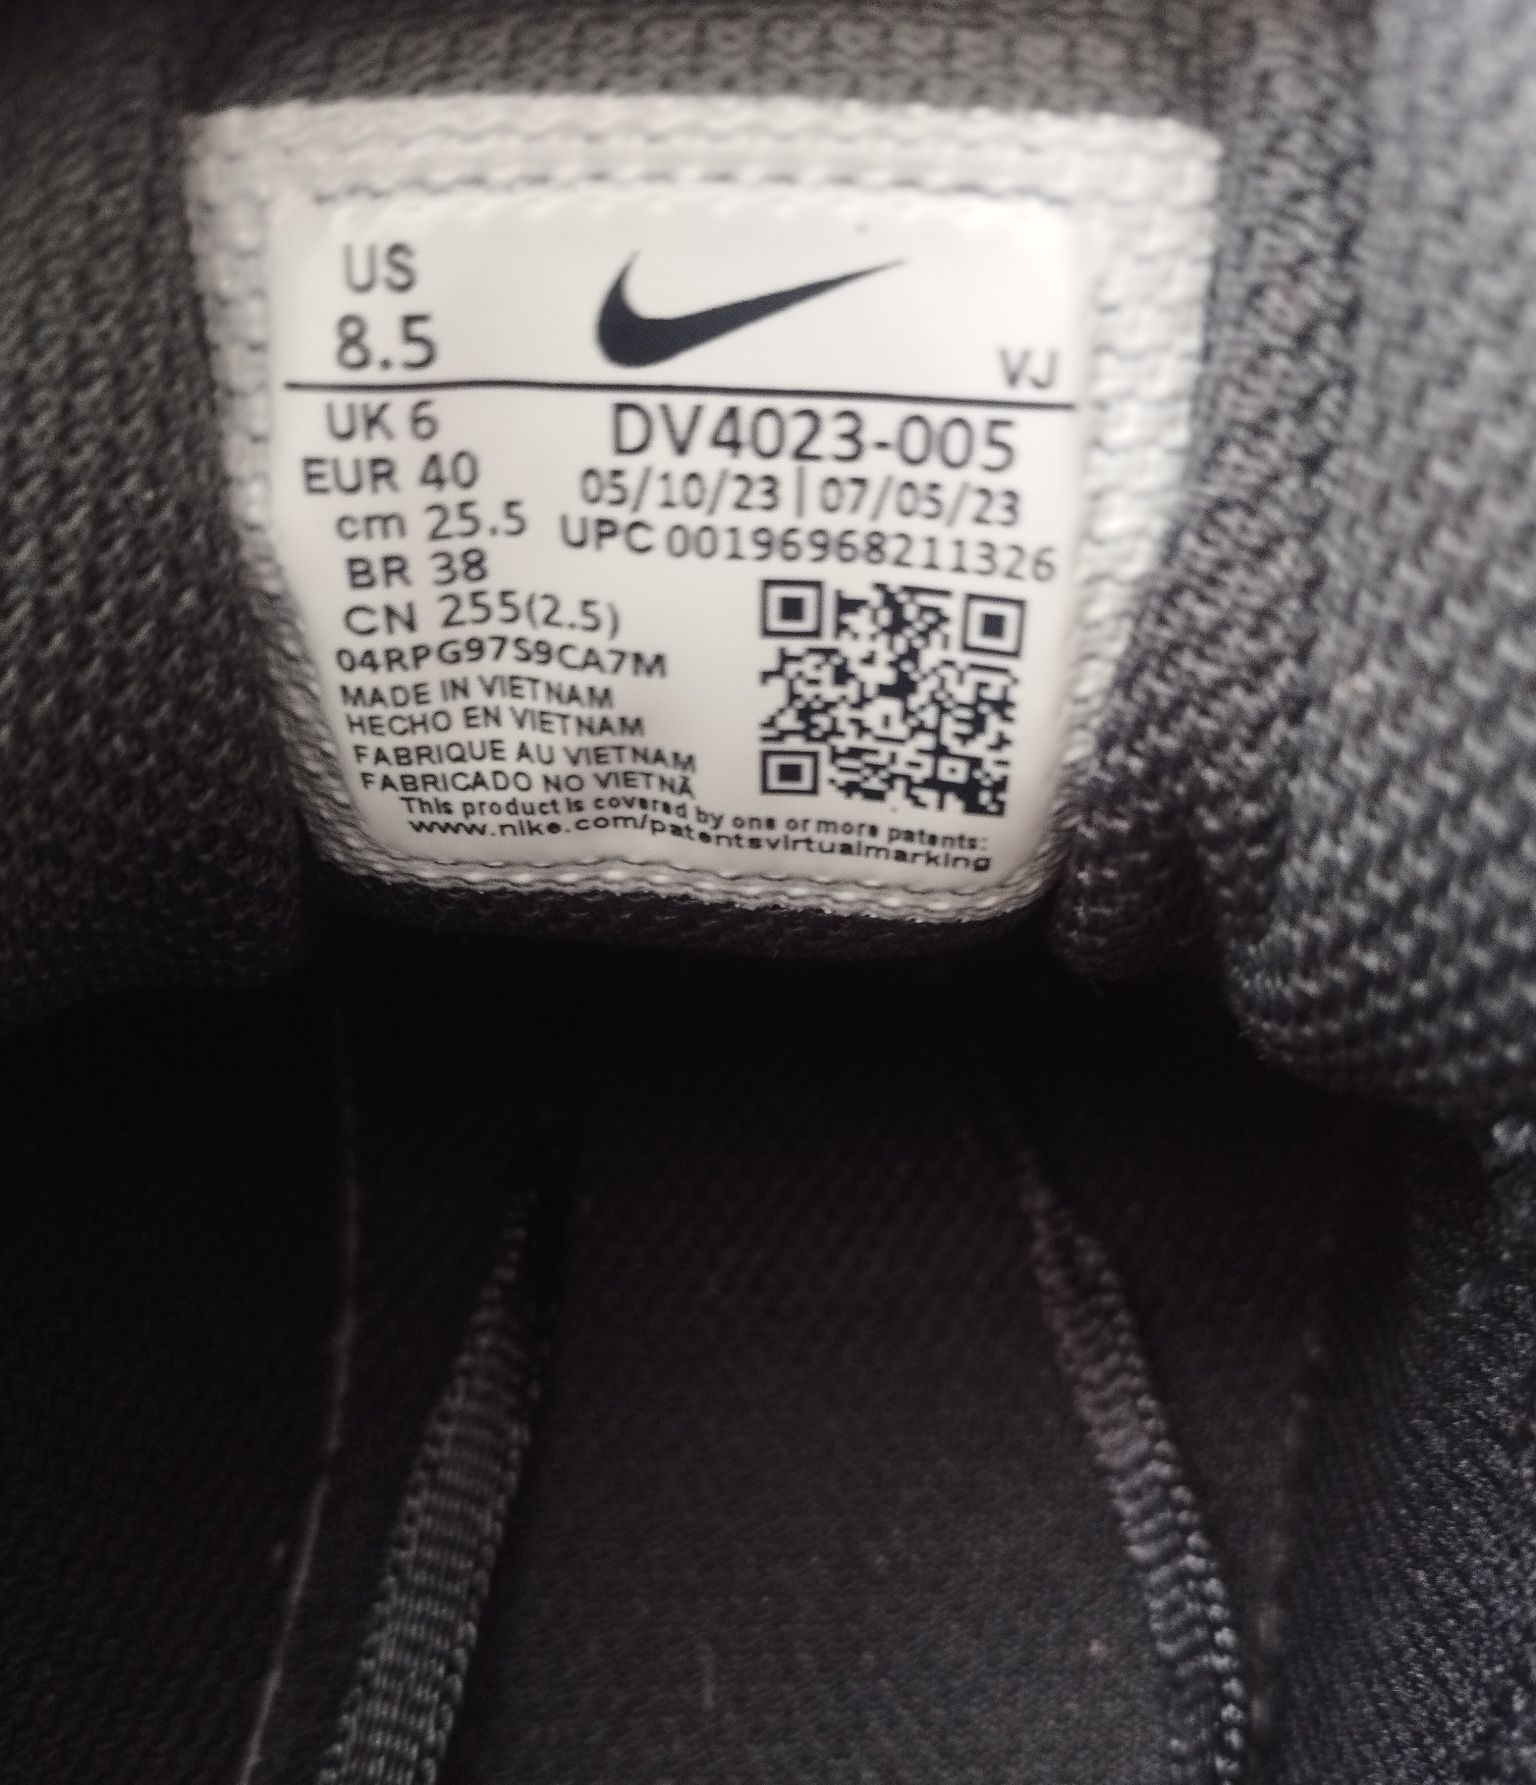 US
8.5
VJ
UK 6
EUR 40
cm 25.5
BR 38
CN 255(2.5)
DV4023-005
05/10/23 | 07/05/23
UPC 00196968211326
04RPG97S9CA7M
MADE IN VIETNAM
HECHO EN VIETNAM
FABRIQUE AU VIETNAM
FABRICADO NO VIETNÃ
This product is covered by one or more patents:
www.nike.com/patentsvirtualmarking